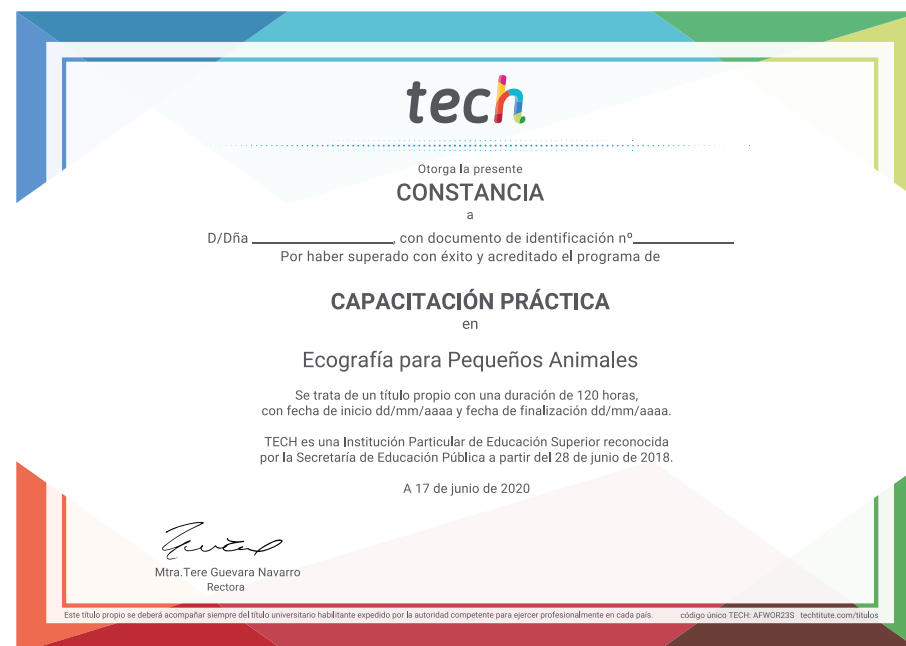 tech
Otorga la presente
CONSTANCIA
a
D/Dña ____________________, con documento de identificación nº______________
Por haber superado con éxito y acreditado el programa de
CAPACITACIÓN PRÁCTICA
en
Ecografía para Pequeños Animales
Se trata de un título propio con una duración de 120 horas,
con fecha de inicio dd/mm/aaaa y fecha de finalización dd/mm/aaaa.
TECH es una Institución Particular de Educación Superior reconocida
por la Secretaría de Educación Pública a partir del 28 de junio de 2018.
A 17 de junio de 2020
Mtra.Tere Guevara Navarro
Rectora
Este título propio se deberá acompañar siempre del título universitario habilitante expedido por la autoridad competente para ejercer profesionalmente en cada país. código único TECH: AFWOR23S techtitute.com/titulos